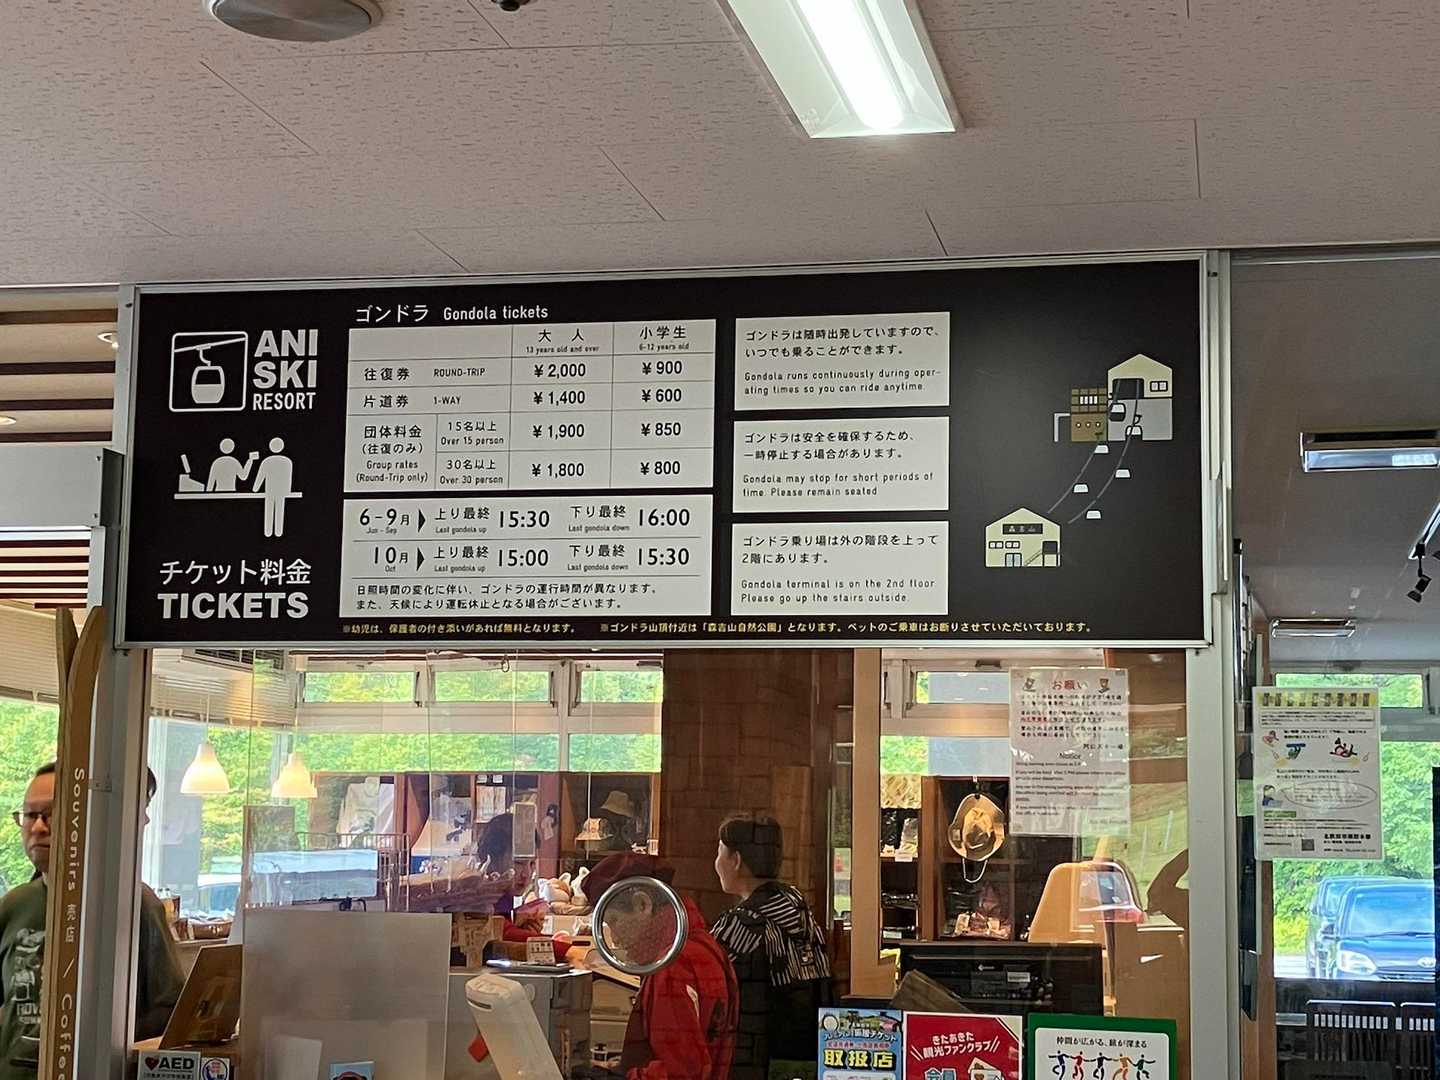 ANI
SKI
RESORT
チケット料金
TICKETS
ゴンドラ Gondola tickets
大人 小学生
13 years old and over 6-12 years old
往復券 ROUND-TRIP ¥2,000 ¥900
片道券 1-WAY ¥1,400 ¥600
団体料金
(往復のみ)
Group rates
(Round-Trip only)
15名以上
Over 15 person
¥1,900 ¥850
30名以上
Over 30 person
¥1,800 ¥800
6-9月 上り最終 15:30 下り最終 16:00
Jun - Sep Last gondola up Last gondola down
10月 上り最終 15:00 下り最終 15:30
Oct Last gondola up Last gondola down
日照時間の変化に伴い、ゴンドラの運行時間が異なります。
また、天候により運転休止となる場合がございます。
ゴンドラは随時出発していますので、
いつでも乗ることができます。
Gondola runs continuously during oper-
ating times so you can ride anytime.
ゴンドラは安全を確保するため、
一時停止する場合があります。
Gondola may stop for short periods of
time. Please remain seated
ゴンドラ乗り場は外の階段を上って
2階にあります。
Gondola terminal is on the 2nd floor.
Please go up the stairs outside.
森吉山
※幼児は、保護者の付き添いがあれば無料となります。 ※ゴンドラ山頂付近は「森吉山自然公園」となります。ペットのご乗車はお断りさせていただいております。
お願い
Notice
Souvenirs 売店 / Coffee
AED
取扱店
きたあきた
観光ファンクラブ
会員
仲間が広がる、旅が深まる